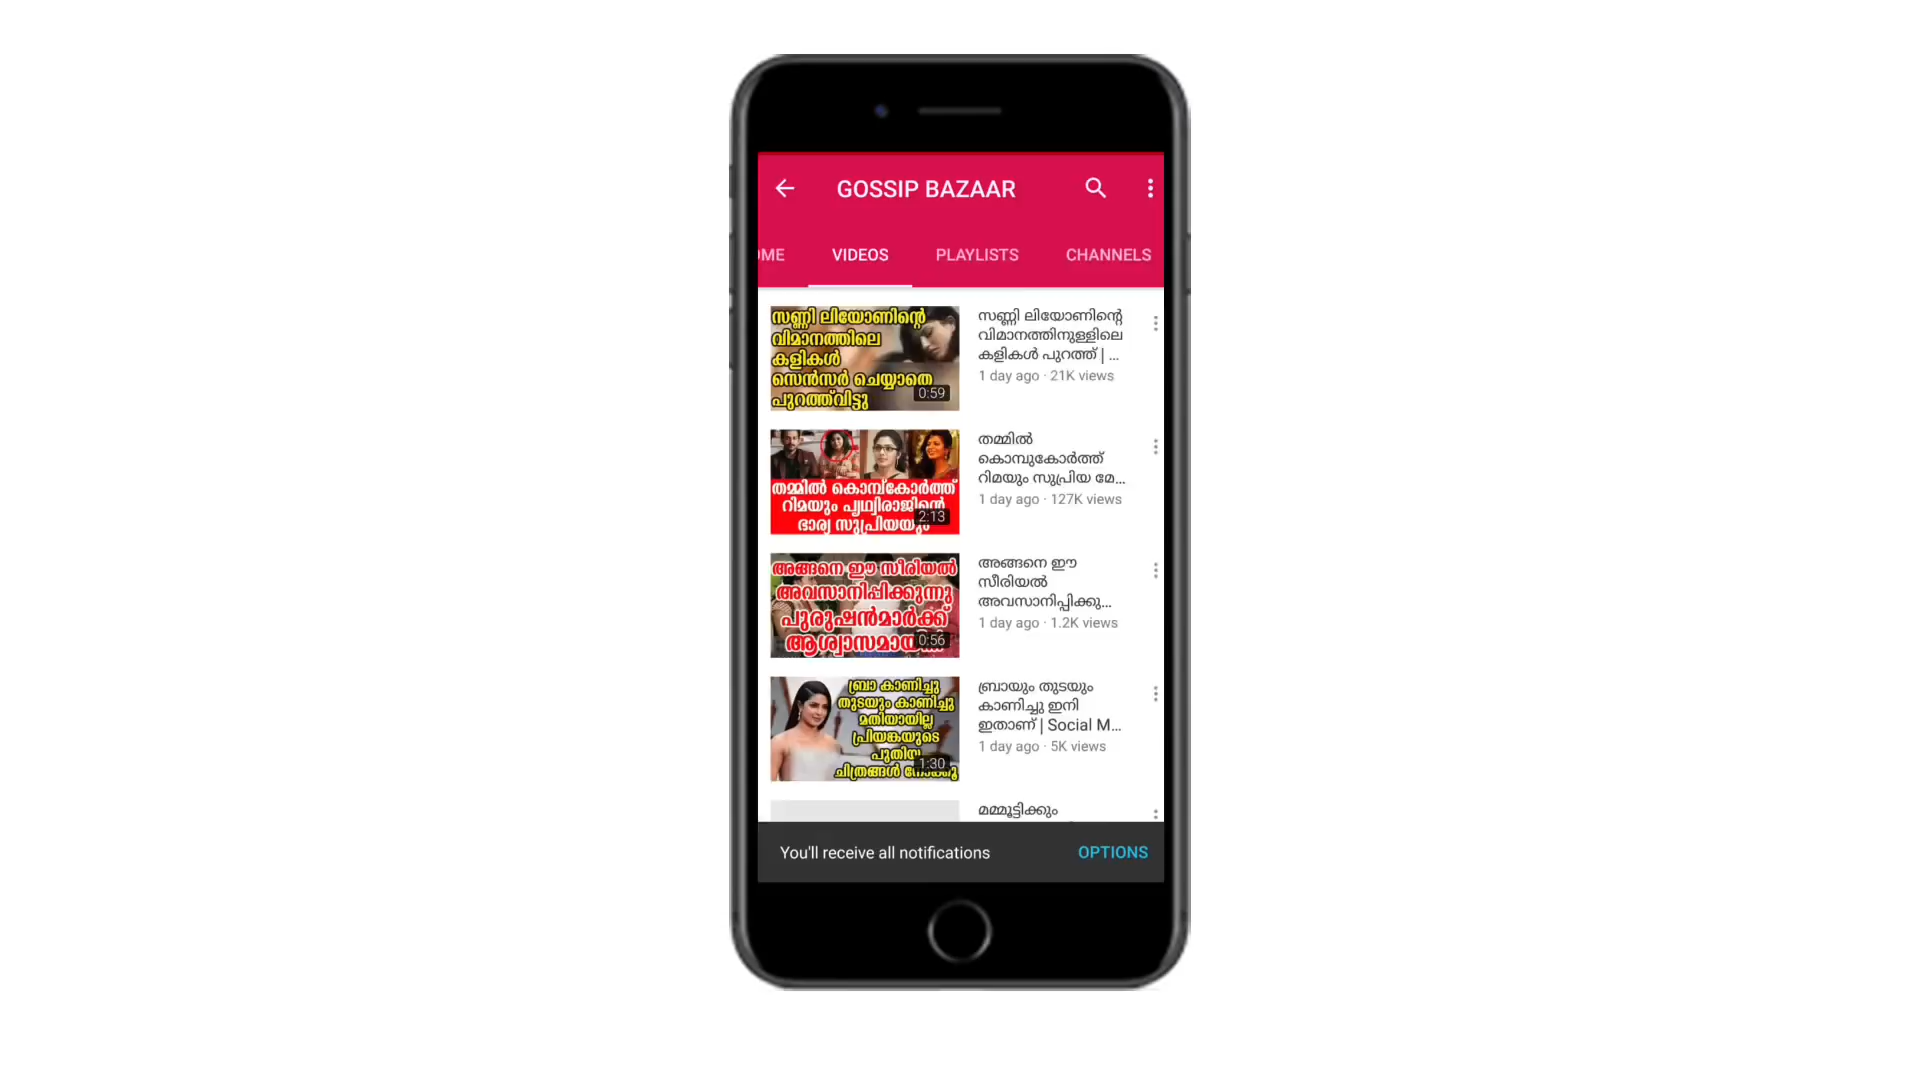 GOSSIP BAZAAR
OME VIDEOS PLAYLISTS CHANNELS
സണ്ണി ലിയോണിന്റെ
വിമാനത്തിലെ
കളികൾ
സെൻസർ ചെയ്യാതെ
പുറത്ത്‌വിട്ടു
0:59
സണ്ണി ലിയോണിന്റെ
വിമാനത്തിനുള്ളിലെ
കളികൾ പുറത്ത് | ...
1 day ago · 21K views
തമ്മിൽ കൊമ്പ്കോർത്ത്
റിമയും പൃഥ്വിരാജിന്റെ
ഭാര്യ സുപ്രിയയും
2:13
തമ്മിൽ
കൊമ്പുകോർത്ത്
റിമയും സുപ്രിയ മേ...
1 day ago · 127K views
അങ്ങനെ ഈ സീരിയൽ
അവസാനിപ്പിക്കുന്നു
പുരുഷൻമാർക്ക്
0:56
അങ്ങനെ ഈ
സീരിയൽ
അവസാനിപ്പിക്കു...
1 day ago · 1.2K views
ബ്രാ കാണിച്ചു
തുടയും കാണിച്ചു
മതിയായില്ല
പ്രിയങ്കയുടെ
പുതിയ
ചിത്രങ്ങൾ നോക്കൂ
1:30
ബ്രായും തുടയും
കാണിച്ചു ഇനി
ഇതാണ് | Social M...
1 day ago · 5K views
മമ്മൂട്ടിക്കും
You'll receive all notifications OPTIONS